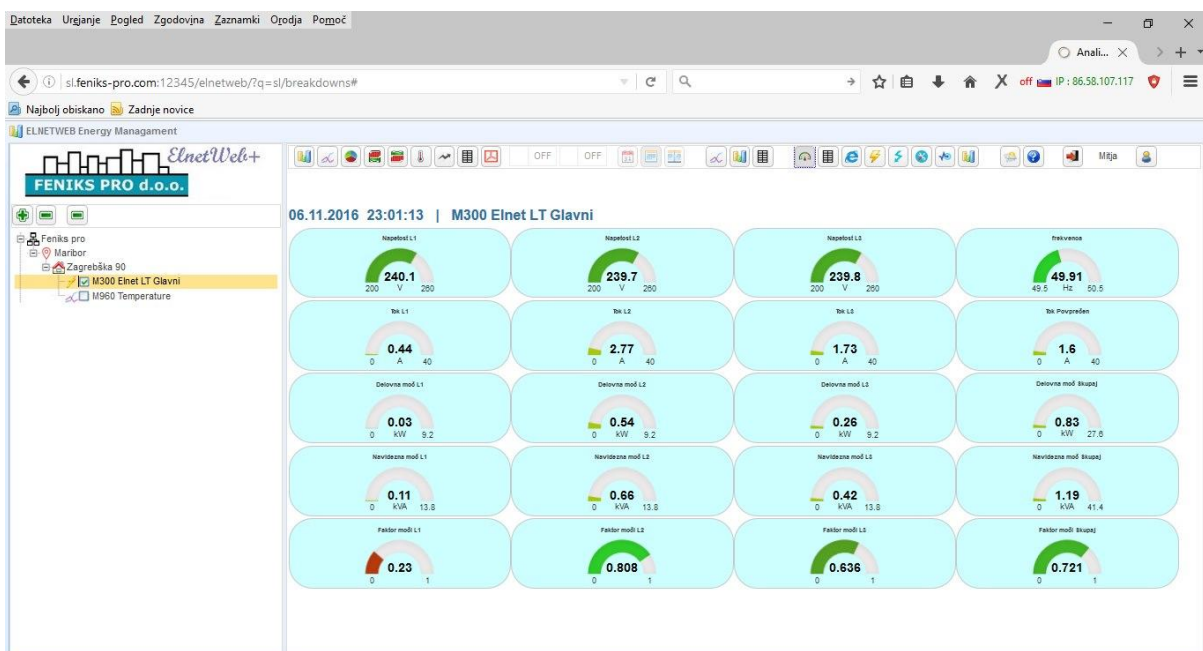 Datoteka Urejanje Pogled Zgodovina Zaznamki Orodja Pomoč
Anali...
sl.feniks-pro.com:12345/elnetweb/?q=sl/breakdowns#
off IP : 86.58.107.117
Najbolj obiskano Zadnje novice
ELNETWEB Energy Managament
ElnetWeb+
FENIKS PRO d.o.o.
OFF OFF Mitja
06.11.2016 23:01:13 | M300 Elnet LT Glavni
Feniks pro
Maribor
Zagrebška 90
M300 Elnet LT Glavni
M960 Temperature
Napetost L1 Napetost L2 Napetost L3 frekvenca
240.1 239.7 239.8 49.91
200 V 260 200 V 260 200 V 260 49.5 Hz 50.5
Tok L1 Tok L2 Tok L3 Tok Povprečen
0.44 2.77 1.73 1.6
0 A 40 0 A 40 0 A 40 0 A 40
Delovna moč L1 Delovna moč L2 Delovna moč L3 Delovna moč Skupaj
0.03 0.54 0.26 0.83
0 kW 9.2 0 kW 9.2 0 kW 9.2 0 kW 27.6
Navidezna moč L1 Navidezna moč L2 Navidezna moč L3 Navidezna moč Skupaj
0.11 0.66 0.42 1.19
0 kVA 13.8 0 kVA 13.8 0 kVA 13.8 0 kVA 41.4
Faktor moči L1 Faktor moči L2 Faktor moči L3 Faktor moči Skupaj
0.23 0.808 0.636 0.721
0 1 0 1 0 1 0 1